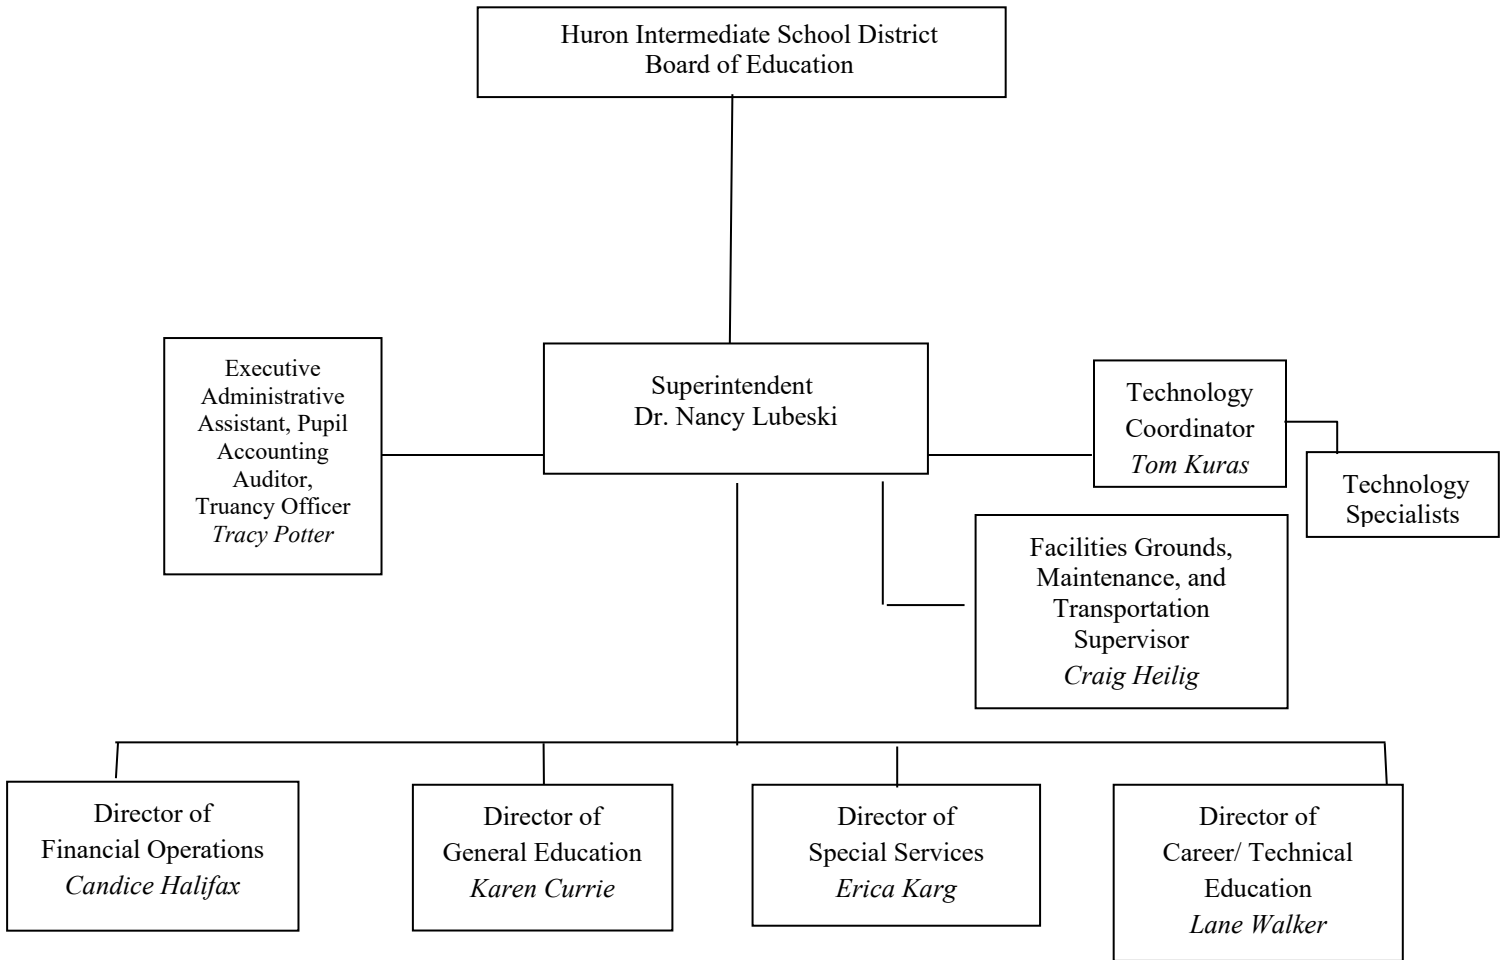 Huron Intermediate School District
Board of Education
Executive
Administrative
Assistant, Pupil
Accounting
Auditor,
Truancy Officer
Tracy Potter
Superintendent
Dr. Nancy Lubeski
Technology
Coordinator
Tom Kuras
Technology
Specialists
Facilities Grounds,
Maintenance, and
Transportation
Supervisor
Craig Heilig
Director of
Financial Operations
Candice Halifax
Director of
General Education
Karen Currie
Director of
Special Services
Erica Karg
Director of
Career/ Technical
Education
Lane Walker